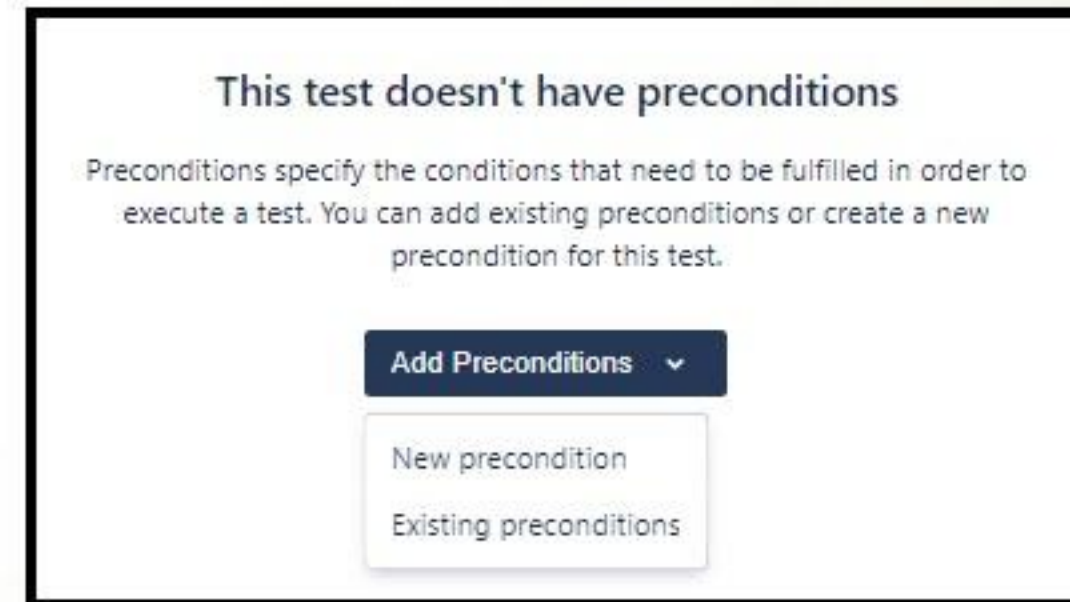 This test doesn't have preconditions
Preconditions specify the conditions that need to be fulfilled in order to
execute a test. You can add existing preconditions or create a new
precondition for this test.
Add Preconditions
New precondition
Existing preconditions